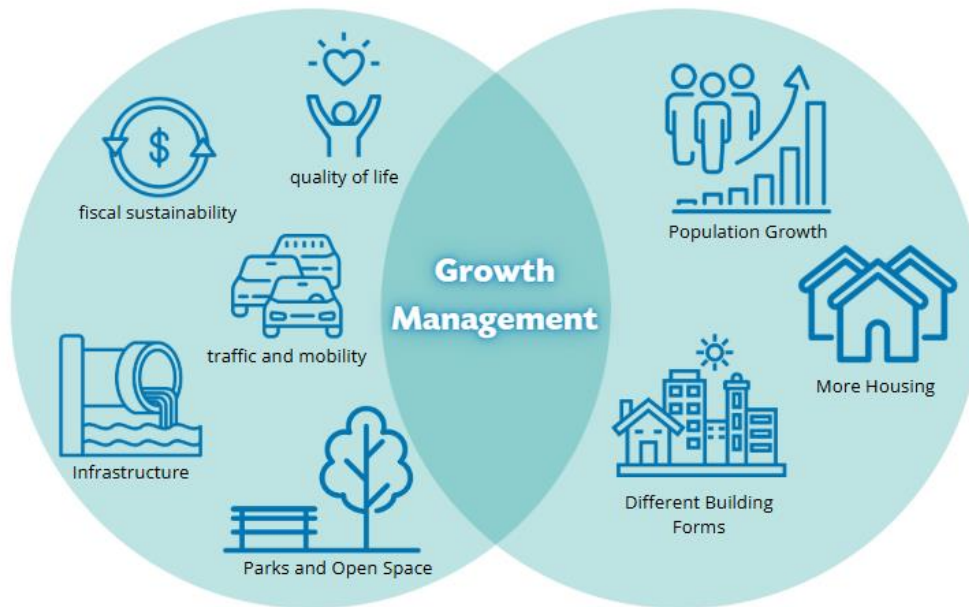 quality of life
fiscal sustainability
$
traffic and mobility
Infrastructure
Parks and Open Space
Growth
Management
Population Growth
More Housing
Different Building
Forms